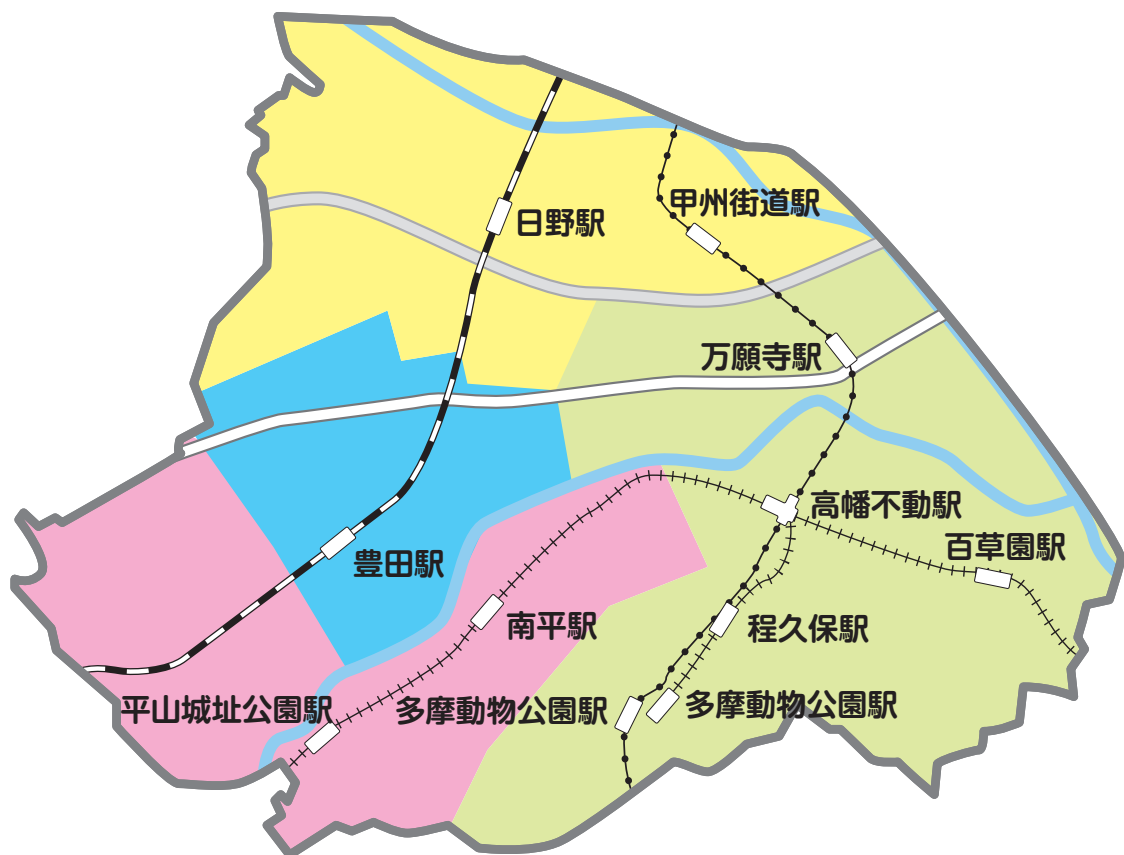 甲州街道駅
日野駅
万願寺駅
高幡不動駅
百草園駅
豊田駅
南平駅
程久保駅
平山城址公園駅
多摩動物公園駅
多摩動物公園駅